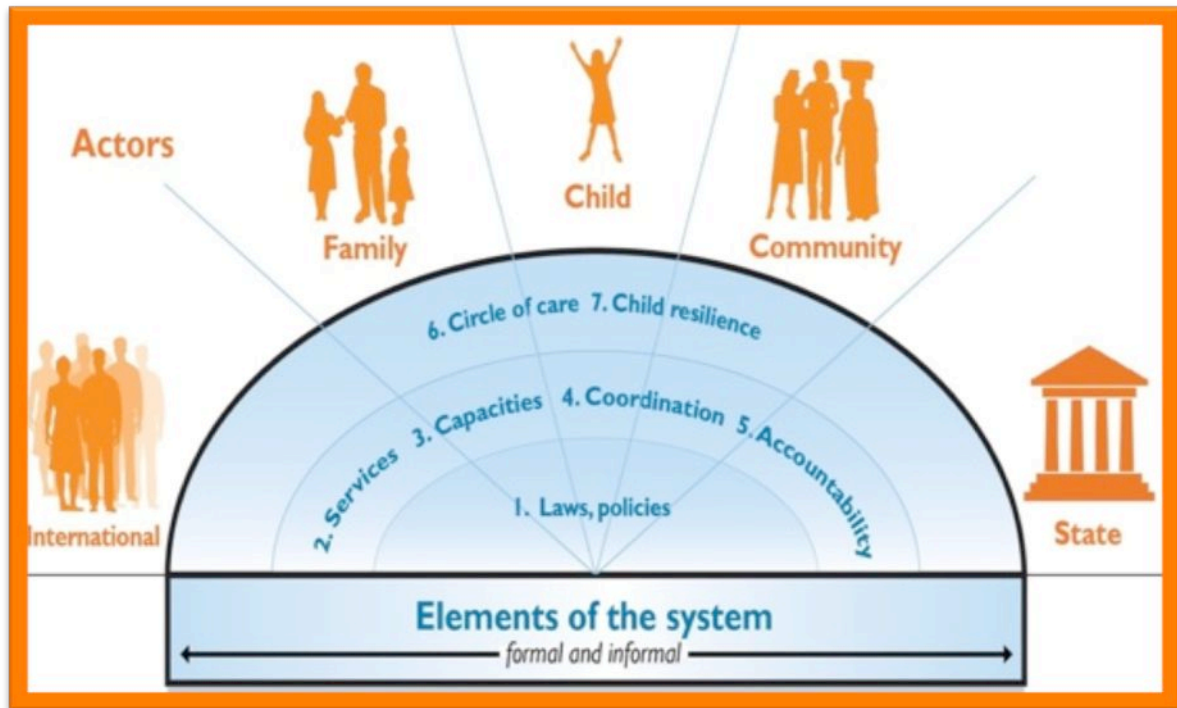 Actors
Family
Child
Community
International
State
6. Circle of care 7. Child resilience
2. Services 3. Capacities 4. Coordination 5. Accountability
1. Laws, policies
Elements of the system
formal and informal